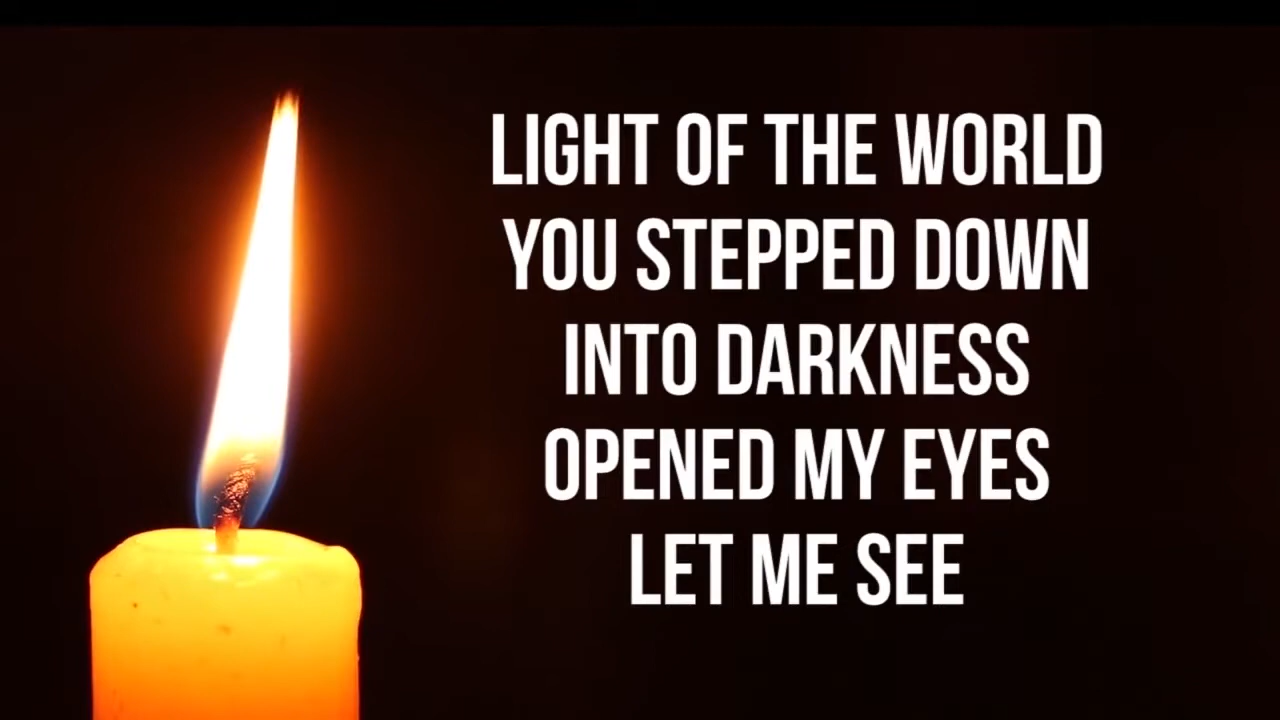 LIGHT OF THE WORLD
YOU STEPPED DOWN
INTO DARKNESS
OPENED MY EYES
LET ME SEE